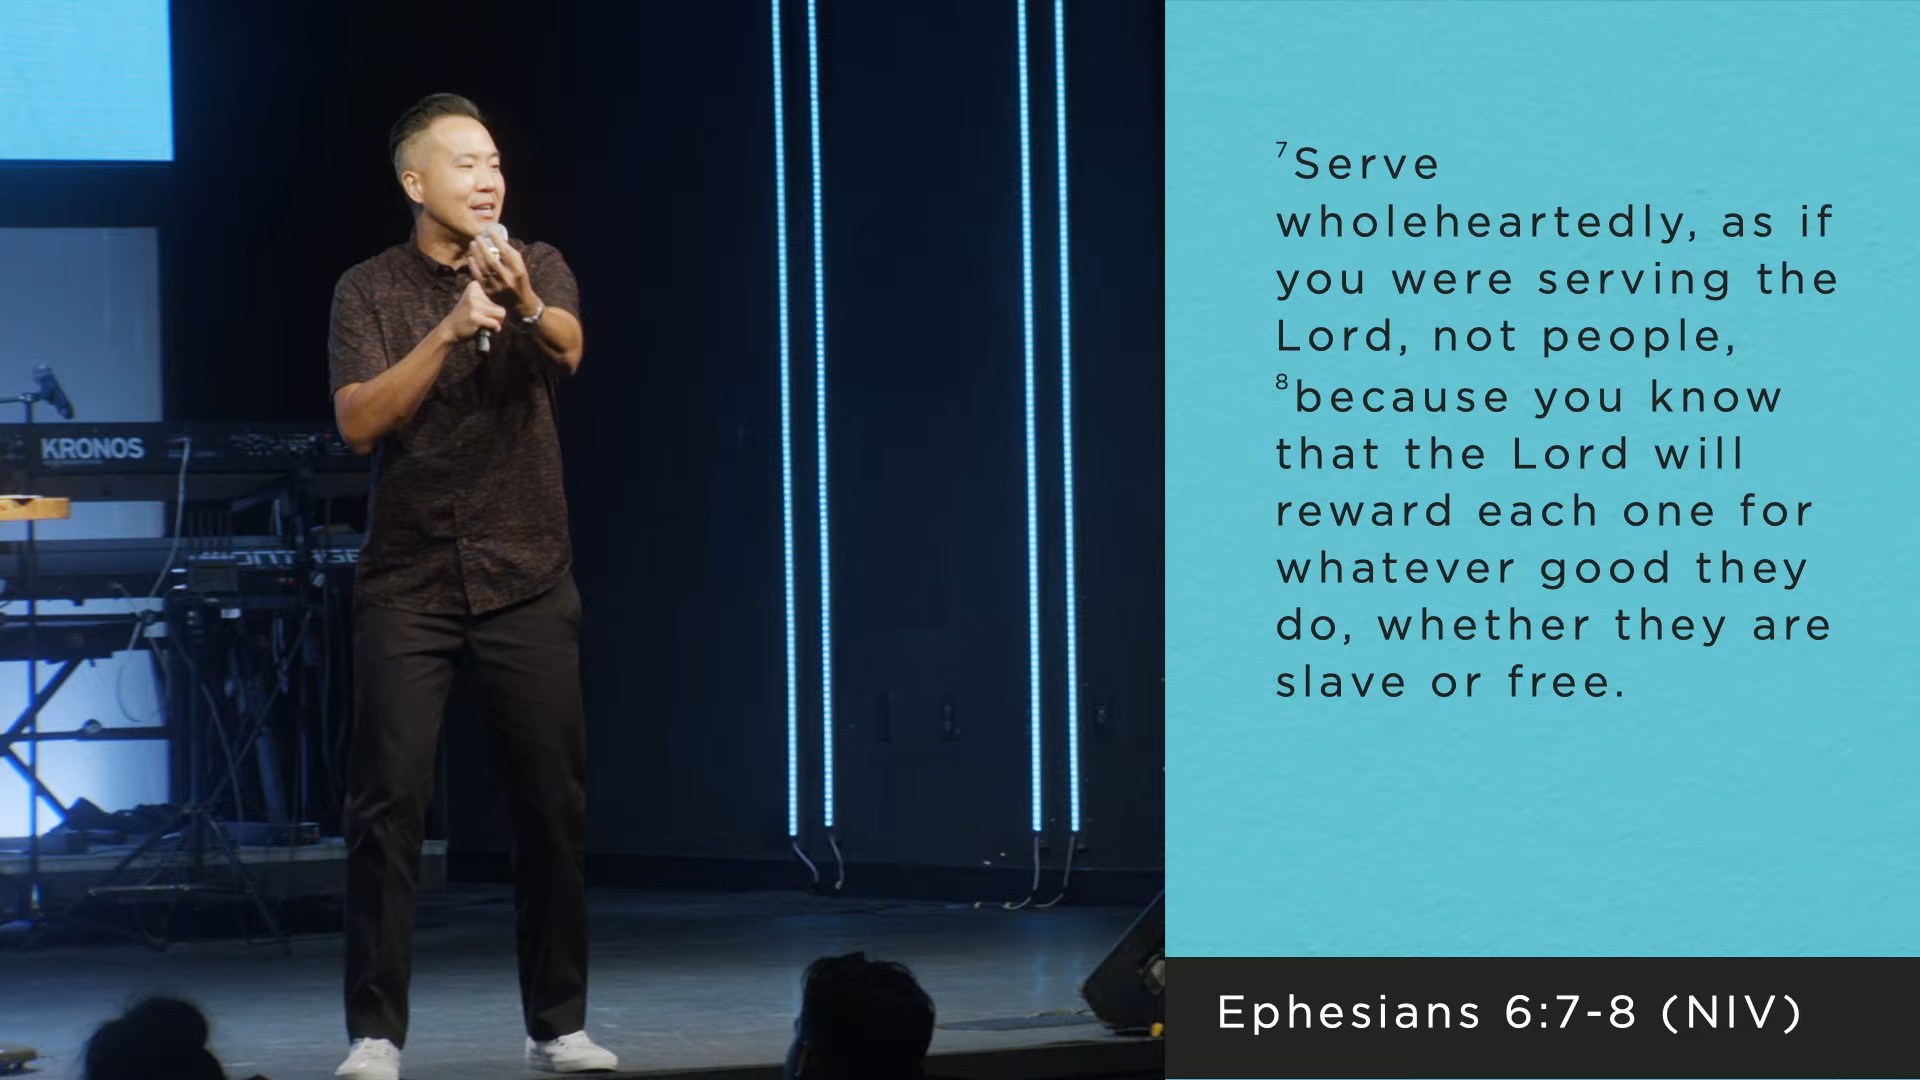 KRONOS
⁷Serve
wholeheartedly, as if
you were serving the
Lord, not people,
⁸because you know
that the Lord will
reward each one for
whatever good they
do, whether they are
slave or free.
Ephesians 6:7-8 (NIV)